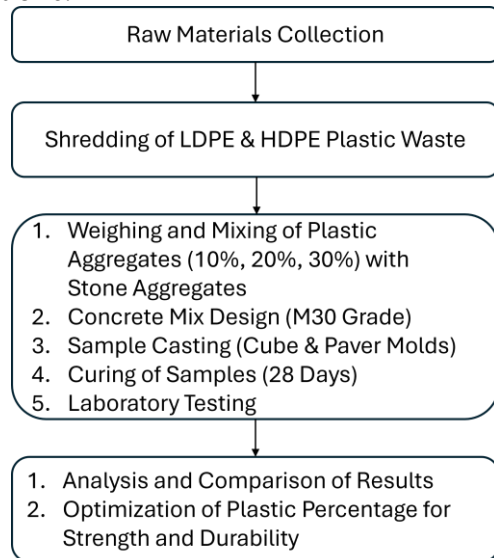 Raw Materials Collection
Shredding of LDPE & HDPE Plastic Waste
1. Weighing and Mixing of Plastic
Aggregates (10%, 20%, 30%) with
Stone Aggregates
2. Concrete Mix Design (M30 Grade)
3. Sample Casting (Cube & Paver Molds)
4. Curing of Samples (28 Days)
5. Laboratory Testing
1. Analysis and Comparison of Results
2. Optimization of Plastic Percentage for
Strength and Durability